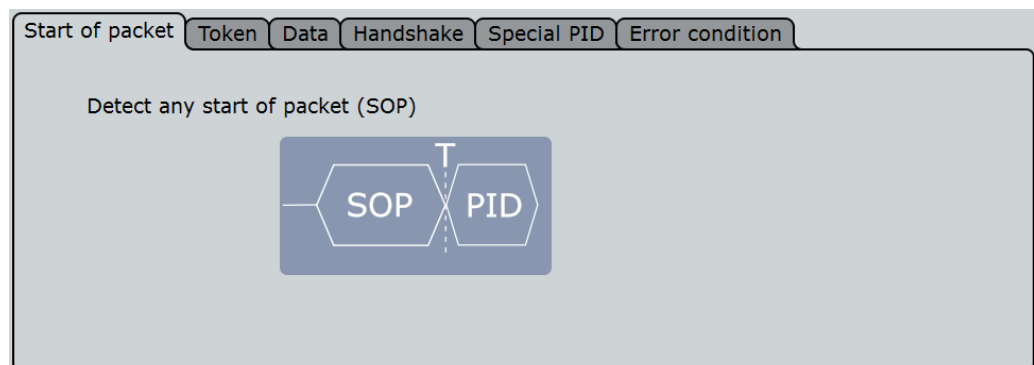 Start of packet Token Data Handshake Special PID Error condition
Detect any start of packet (SOP)
T
SOP PID